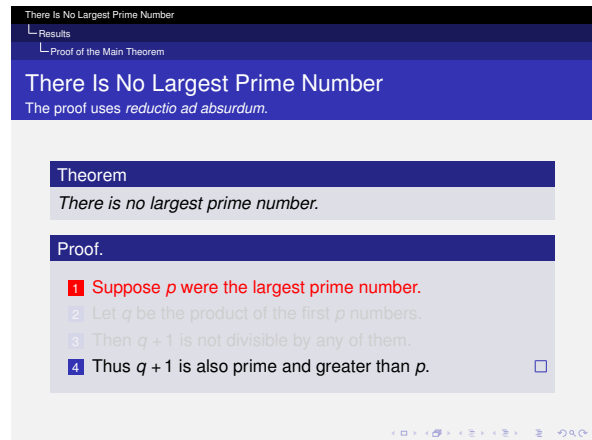 There Is No Largest Prime Number
Results
Proof of the Main Theorem
There Is No Largest Prime Number
The proof uses reductio ad absurdum.
Theorem
There is no largest prime number.
Proof.
1 Suppose p were the largest prime number.
2 Let q be the product of the first p numbers.
3 Then q + 1 is not divisible by any of them.
4 Thus q + 1 is also prime and greater than p. □